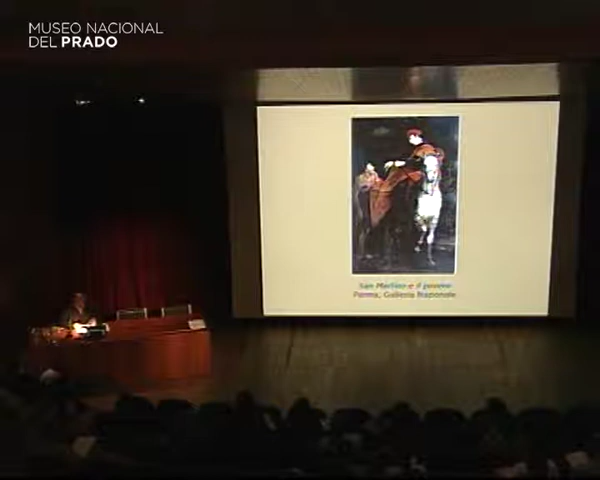 MUSEO NACIONAL
DEL PRADO
San Martino e il povero
Parma, Galleria Nazionale